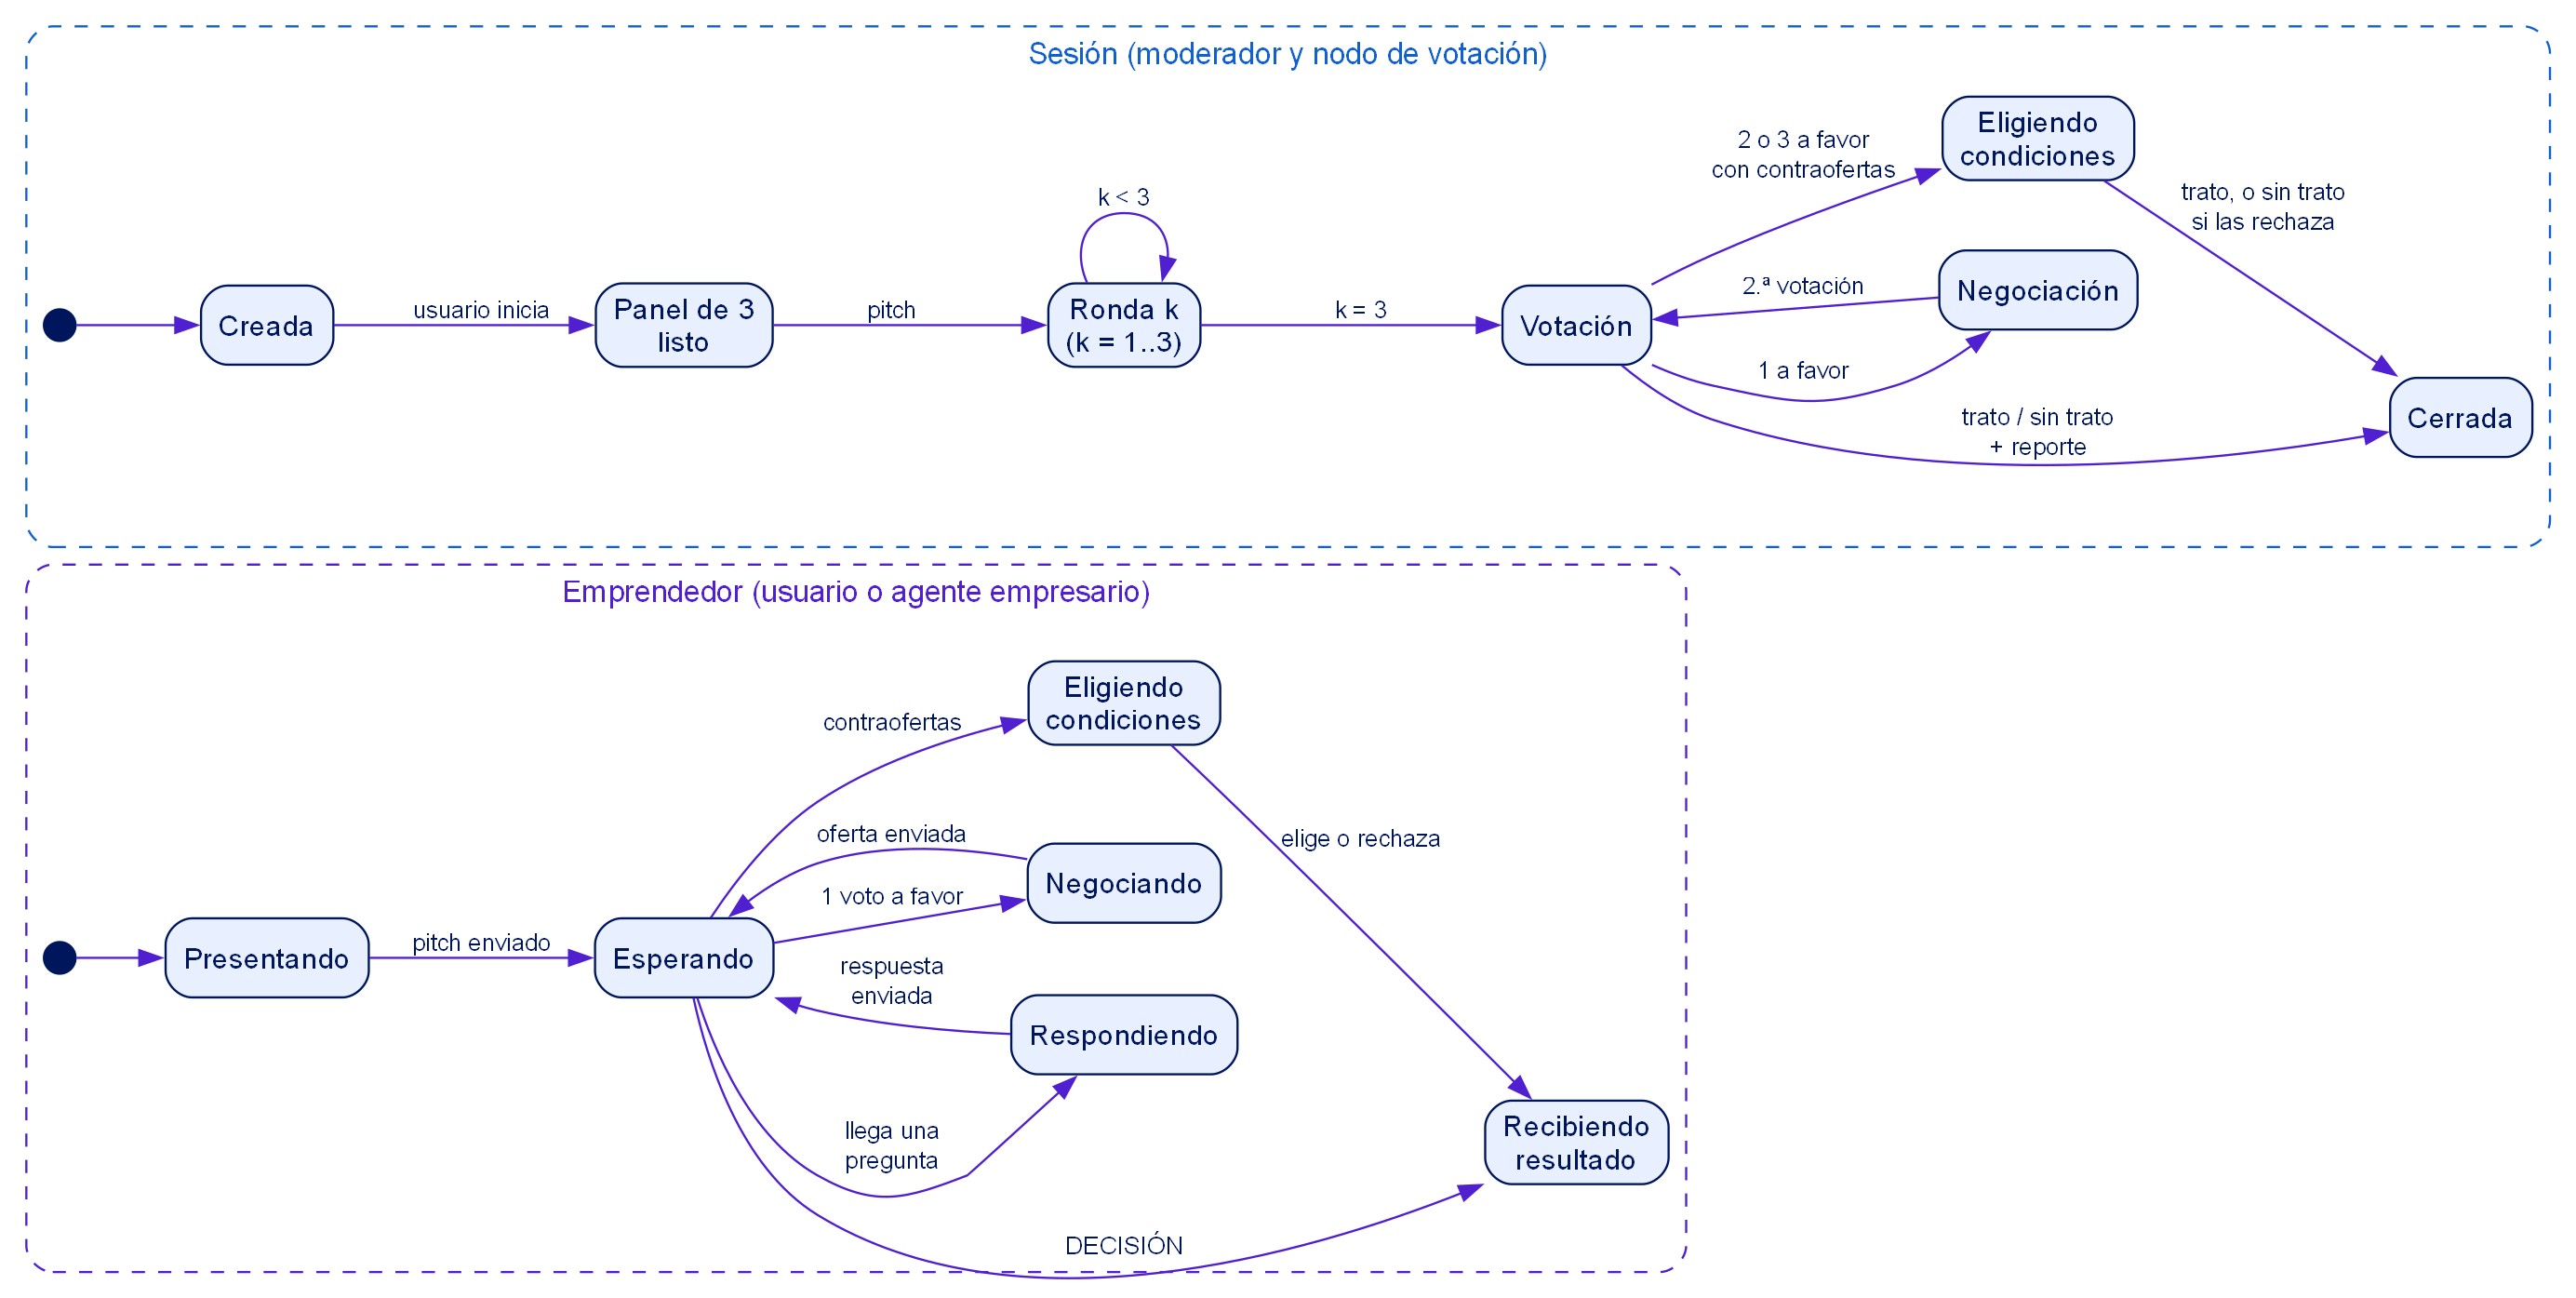 Sesión (moderador y nodo de votación)
Eligiendo
condiciones
2 o 3 a favor
con contraofertas
trato, o sin trato
si las rechaza
k < 3
2.ª votación
Negociación
Creada
usuario inicia
Panel de 3
listo
pitch
Ronda k
(k = 1..3)
k = 3
Votación
1 a favor
trato / sin trato
+ reporte
Cerrada
Emprendedor (usuario o agente empresario)
Eligiendo
condiciones
contraofertas
oferta enviada
elige o rechaza
Negociando
1 voto a favor
Presentando
pitch enviado
Esperando
respuesta
enviada
Respondiendo
llega una
pregunta
Recibiendo
resultado
DECISIÓN